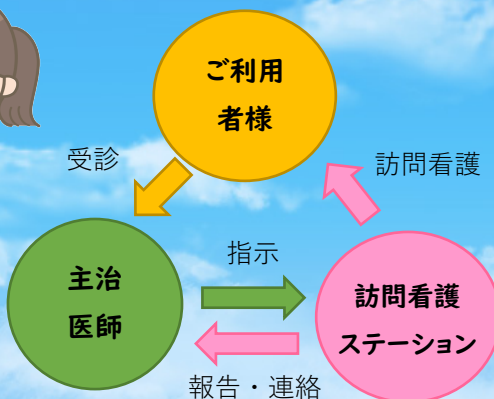 ご利用
者様
受診
訪問看護
指示
主治
医師
訪問看護
ステーション
報告・連絡